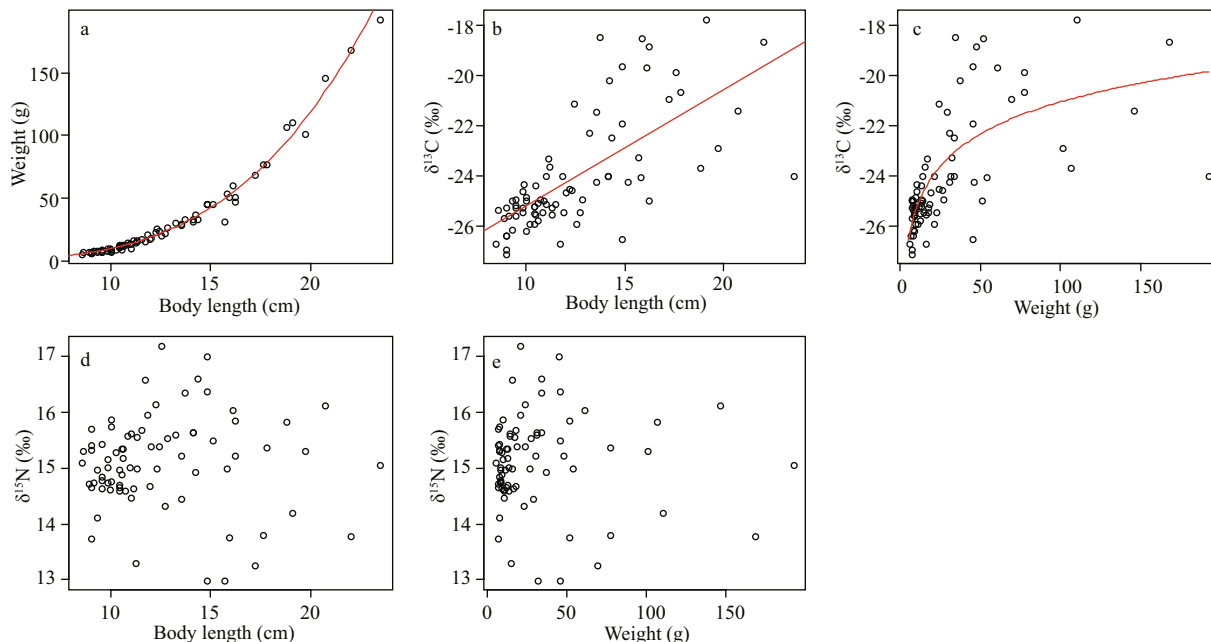 a
Weight (g)
150
100
50
0
10
15
20
Body length (cm)
b
δ¹³C (‰)
-18
-20
-22
-24
-26
10
15
20
Body length (cm)
c
δ¹³C (‰)
-18
-20
-22
-24
-26
0
50
100
150
Weight (g)
d
δ¹⁵N (‰)
17
16
15
14
13
10
15
20
Body length (cm)
e
δ¹⁵N (‰)
17
16
15
14
13
0
50
100
150
Weight (g)